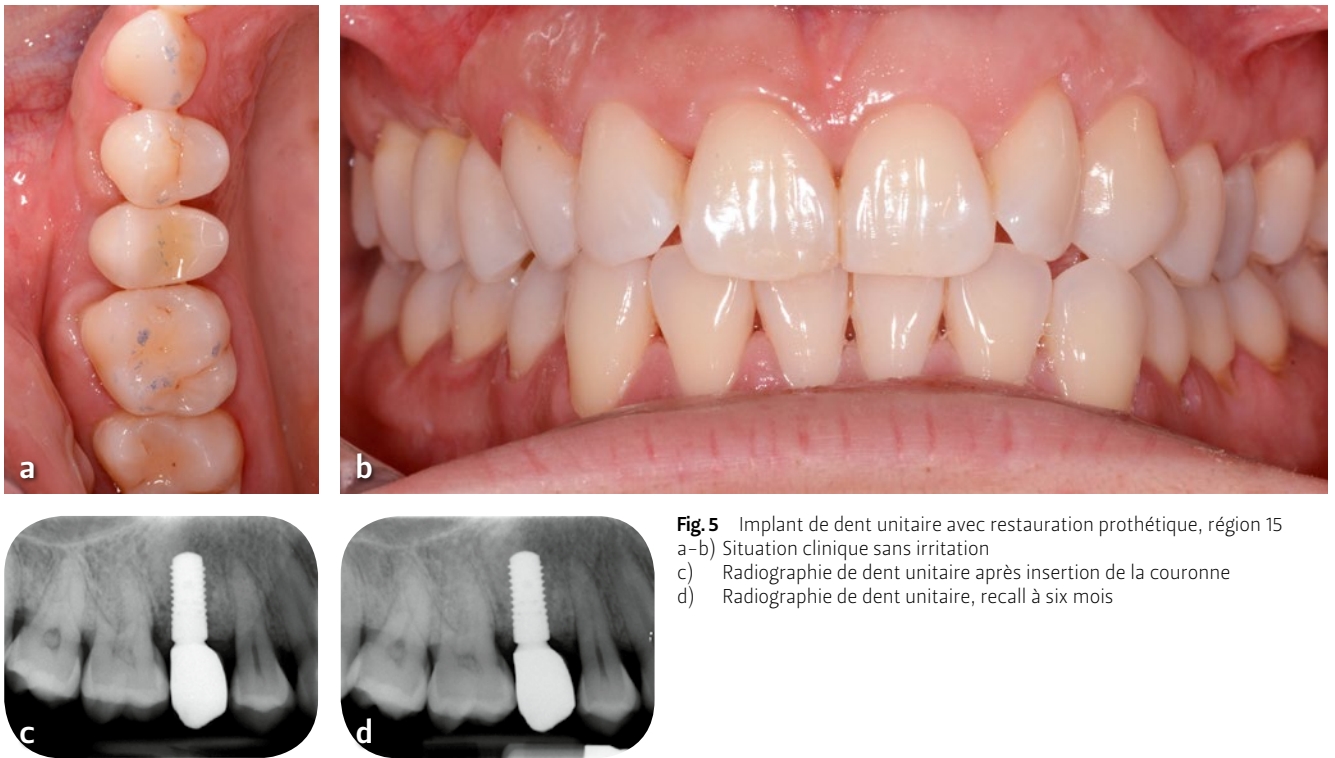 a
b
c
d
Fig. 5 Implant de dent unitaire avec restauration prothétique, région 15
a–b) Situation clinique sans irritation
c) Radiographie de dent unitaire après insertion de la couronne
d) Radiographie de dent unitaire, recall à six mois